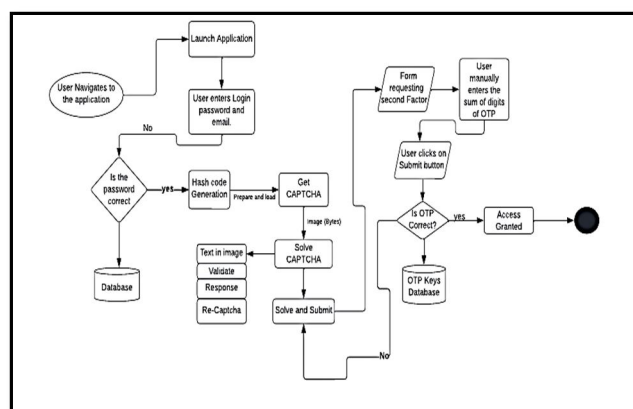 User Navigates to
the application
Launch Application
User enters Login
password and
email.
No
Is the
password
correct
yes
Database
Hash code
Generation
Prepare and load
Get
CAPTCHA
Image (Bytes)
Solve
CAPTCHA
Text in image
Validate
Response
Re-Captcha
Solve and Submit
Form
requesting
second Factor
User
manually
enters the
sum of digits
of OTP
User clicks on
Submit button
Is OTP
Correct?
yes
Access
Granted
OTP Keys
Database
No